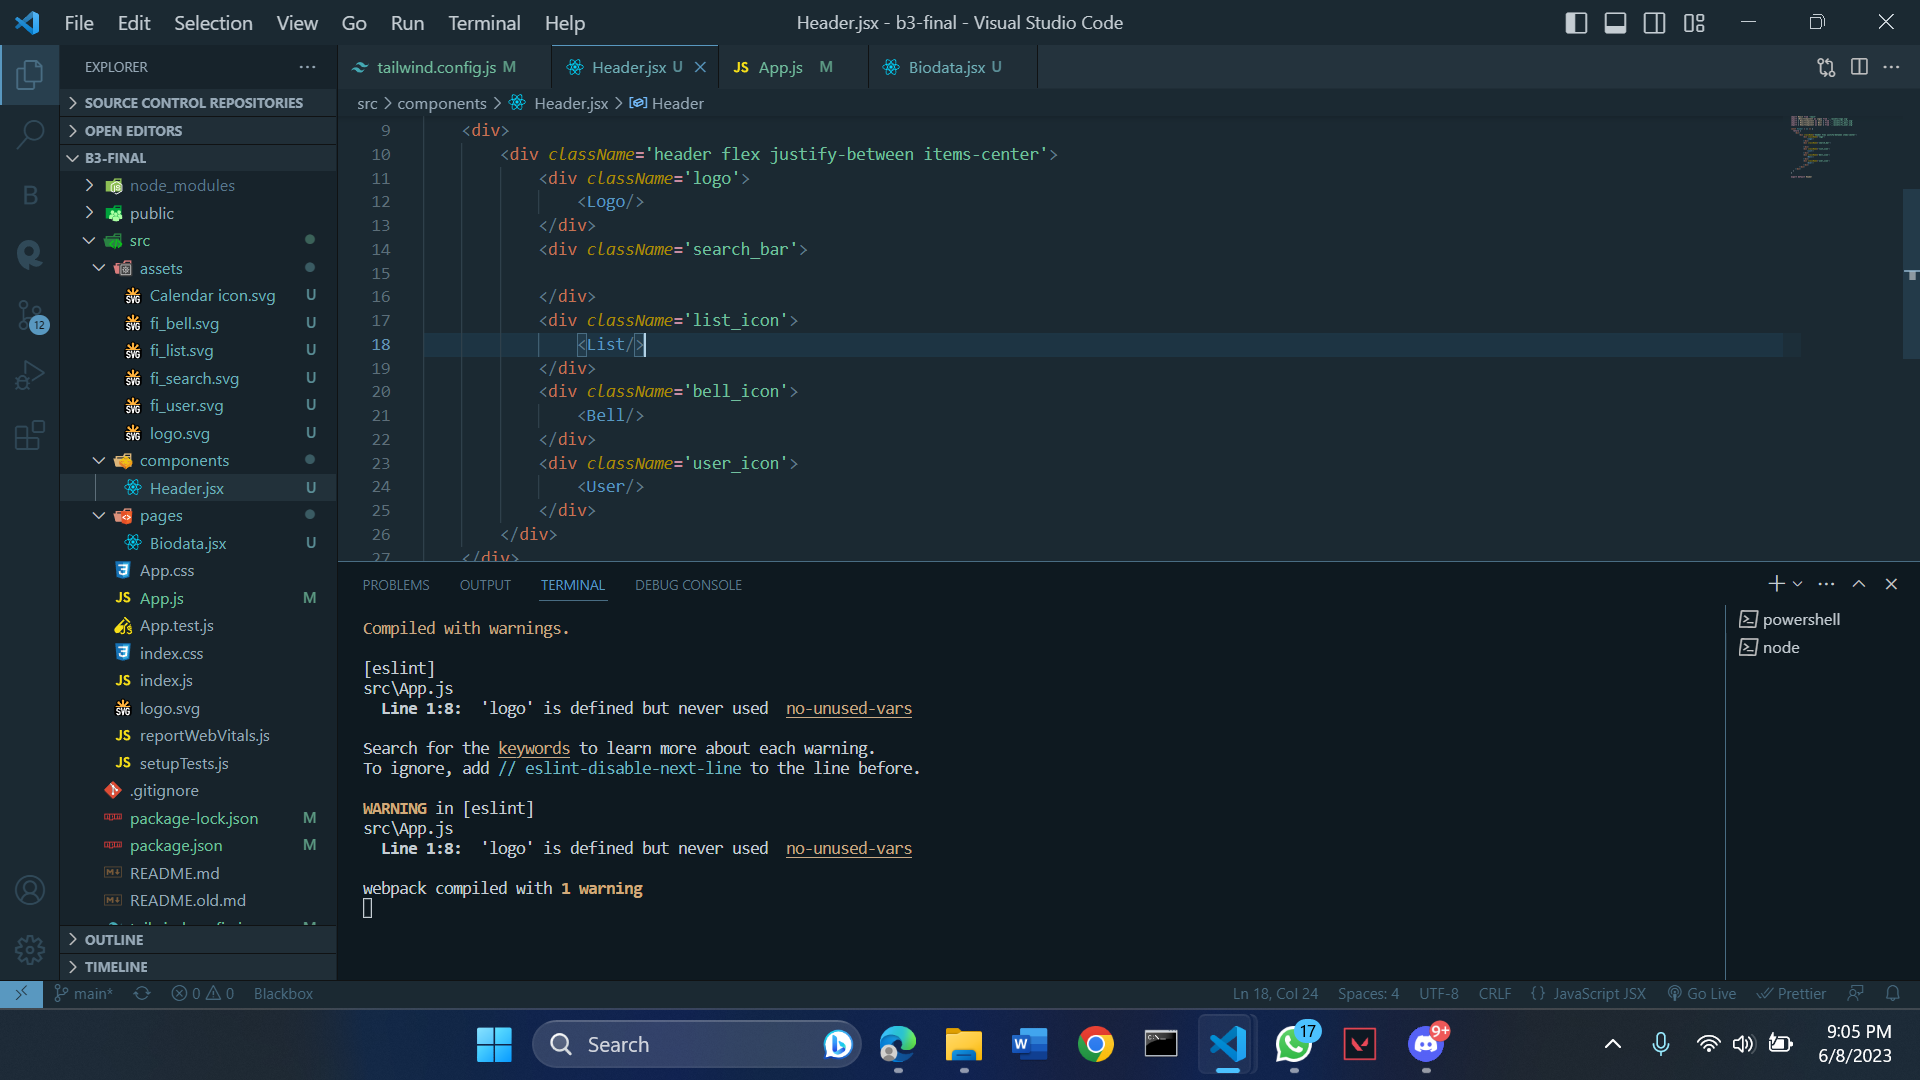 File Edit Selection View Go Run Terminal Help
Header.jsx - b3-final - Visual Studio Code
EXPLORER
SOURCE CONTROL REPOSITORIES
OPEN EDITORS
B3-FINAL
node_modules
public
src
assets
Calendar icon.svg U
fi_bell.svg U
fi_list.svg U
fi_search.svg U
fi_user.svg U
logo.svg U
components
Header.jsx U
pages
Biodata.jsx U
App.css
JS App.js M
App.test.js
index.css
JS index.js
logo.svg
JS reportWebVitals.js
JS setupTests.js
.gitignore
package-lock.json M
package.json M
README.md
README.old.md
OUTLINE
TIMELINE
tailwind.config.js M
Header.jsx U
JS App.js M
Biodata.jsx U
src > components > Header.jsx > Header
9 <div>
10 <div className='header flex justify-between items-center'>
11 <div className='logo'>
12 <Logo/>
13 </div>
14 <div className='search_bar'>
15
16 </div>
17 <div className='list_icon'>
18 <List/>
19 </div>
20 <div className='bell_icon'>
21 <Bell/>
22 </div>
23 <div className='user_icon'>
24 <User/>
25 </div>
26 </div>
27 </div>
PROBLEMS OUTPUT TERMINAL DEBUG CONSOLE
Compiled with warnings.
[eslint]
src\App.js
Line 1:8: 'logo' is defined but never used no-unused-vars
Search for the keywords to learn more about each warning.
To ignore, add // eslint-disable-next-line to the line before.
WARNING in [eslint]
src\App.js
Line 1:8: 'logo' is defined but never used no-unused-vars
webpack compiled with 1 warning
powershell
node
12
main* 0 0 Blackbox
Ln 18, Col 24 Spaces: 4 UTF-8 CRLF {} JavaScript JSX Go Live Prettier
Search
17
9+
9:05 PM
6/8/2023